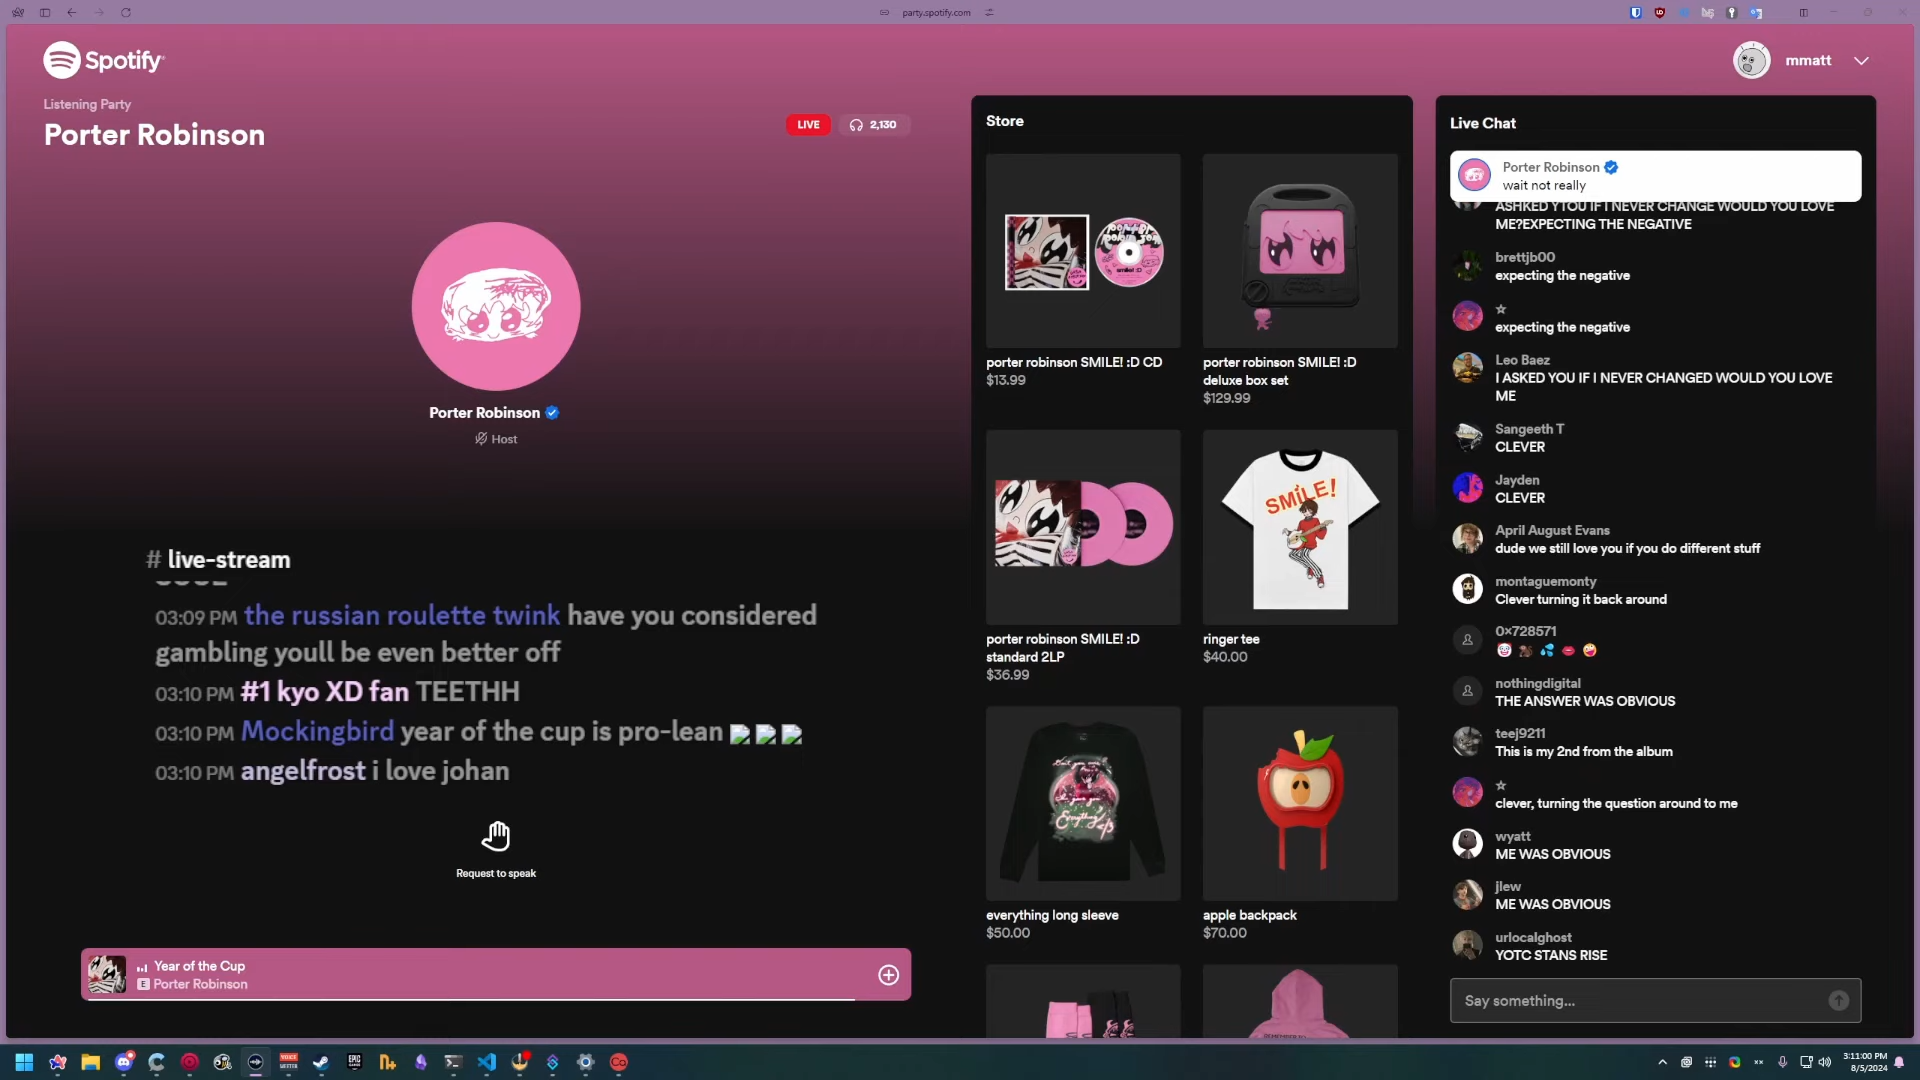 party.spotify.com
Spotify
mmatt
Listening Party
Porter Robinson
LIVE
2,130
Porter Robinson
Host
# live-stream
03:09 PM the russian roulette twink have you considered
gambling youll be even better off
03:10 PM #1 kyo XD fan TEETHH
03:10 PM Mockingbird year of the cup is pro-lean
03:10 PM angelfrost i love johan
Request to speak
Year of the Cup
E Porter Robinson
Store
porter robinson SMILE! :D CD
$13.99
porter robinson SMILE! :D
deluxe box set
$129.99
porter robinson SMILE! :D
standard 2LP
$36.99
SMiLE!
ringer tee
$40.00
everything long sleeve
$50.00
apple backpack
$70.00
Live Chat
Porter Robinson
wait not really
ASHKED YTOU IF I NEVER CHANGE WOULD YOU LOVE
ME?EXPECTING THE NEGATIVE
brettjb00
expecting the negative
☆
expecting the negative
Leo Baez
I ASKED YOU IF I NEVER CHANGED WOULD YOU LOVE
ME
Sangeeth T
CLEVER
Jayden
CLEVER
April August Evans
dude we still love you if you do different stuff
montaguemonty
Clever turning it back around
0x728571
🤡 🐿️ 💦 🫦 🤪
nothingdigital
THE ANSWER WAS OBVIOUS
teej9211
This is my 2nd from the album
☆
clever, turning the question around to me
wyatt
ME WAS OBVIOUS
jlew
ME WAS OBVIOUS
urlocalghost
YOTC STANS RISE
Say something...
3:11:00 PM
8/5/2024